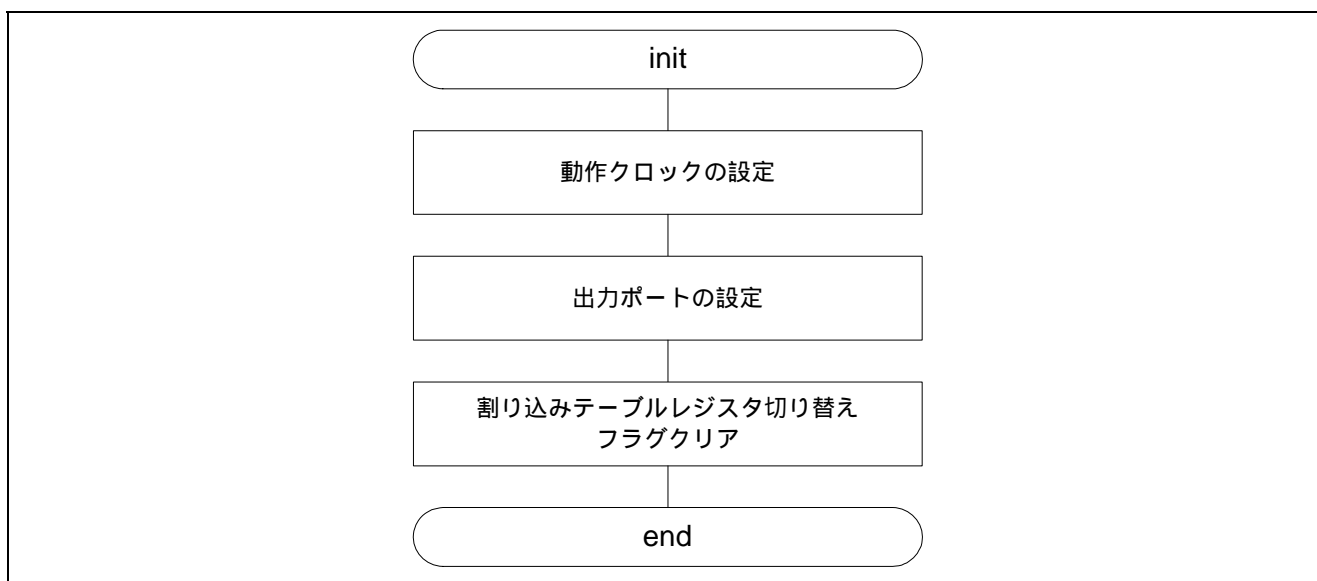 init
動作クロックの設定
出力ポートの設定
割り込みテーブルレジスタ切り替え
フラグクリア
end